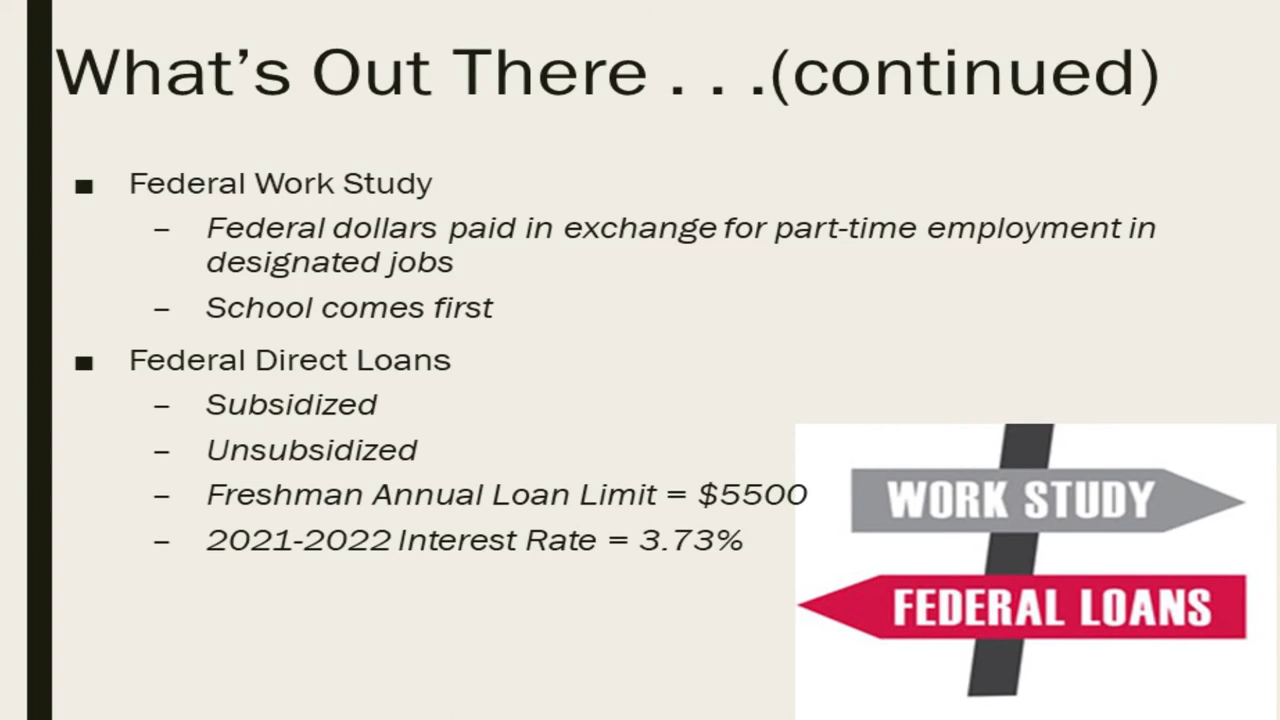 What’s Out There . . .(continued)
■ Federal Work Study
– Federal dollars paid in exchange for part-time employment in
designated jobs
– School comes first
■ Federal Direct Loans
– Subsidized
– Unsubsidized
– Freshman Annual Loan Limit = $5500
– 2021-2022 Interest Rate = 3.73%
WORK STUDY
FEDERAL LOANS